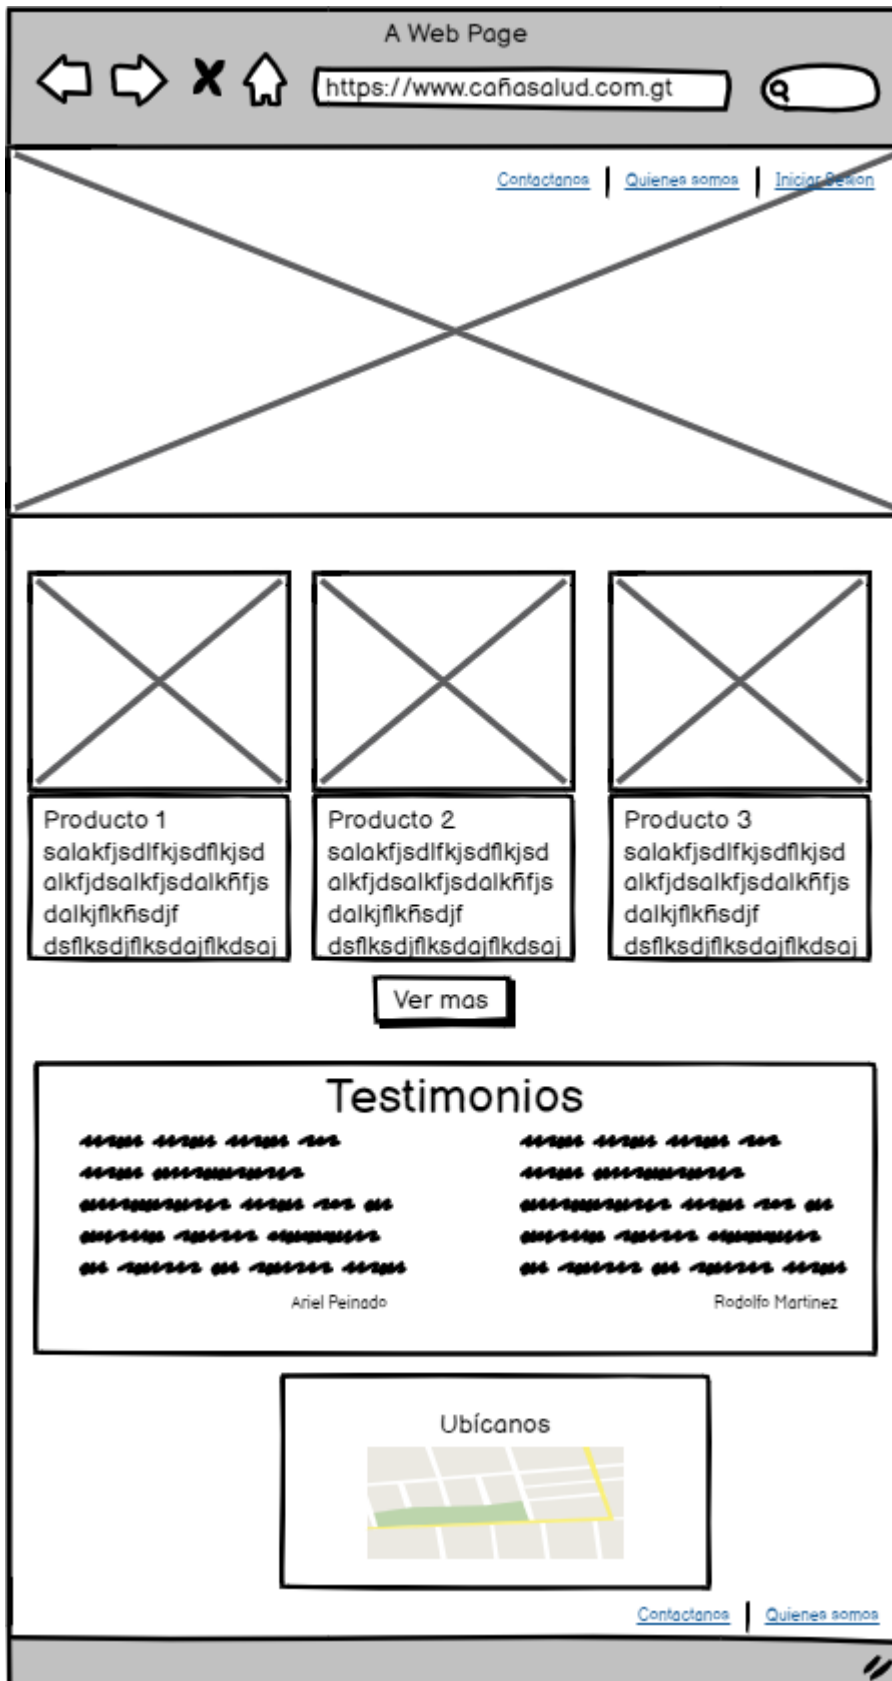 A Web Page
https://www.cañasalud.com.gt
Contactanos | Quienes somos | Iniciar Sesion
Producto 1
salakfjsdlfkjsdflkjsd
alkfjdsalkfjsdalkñfjs
dalkjflkñsdjf
dsflksdjflksdajflkdsaj
Producto 2
salakfjsdlfkjsdflkjsd
alkfjdsalkfjsdalkñfjs
dalkjflkñsdjf
dsflksdjflksdajflkdsaj
Producto 3
salakfjsdlfkjsdflkjsd
alkfjdsalkfjsdalkñfjs
dalkjflkñsdjf
dsflksdjflksdajflkdsaj
Ver mas
Testimonios
Ariel Peinado
Rodolfo Martinez
Ubícanos
Contactanos | Quienes somos